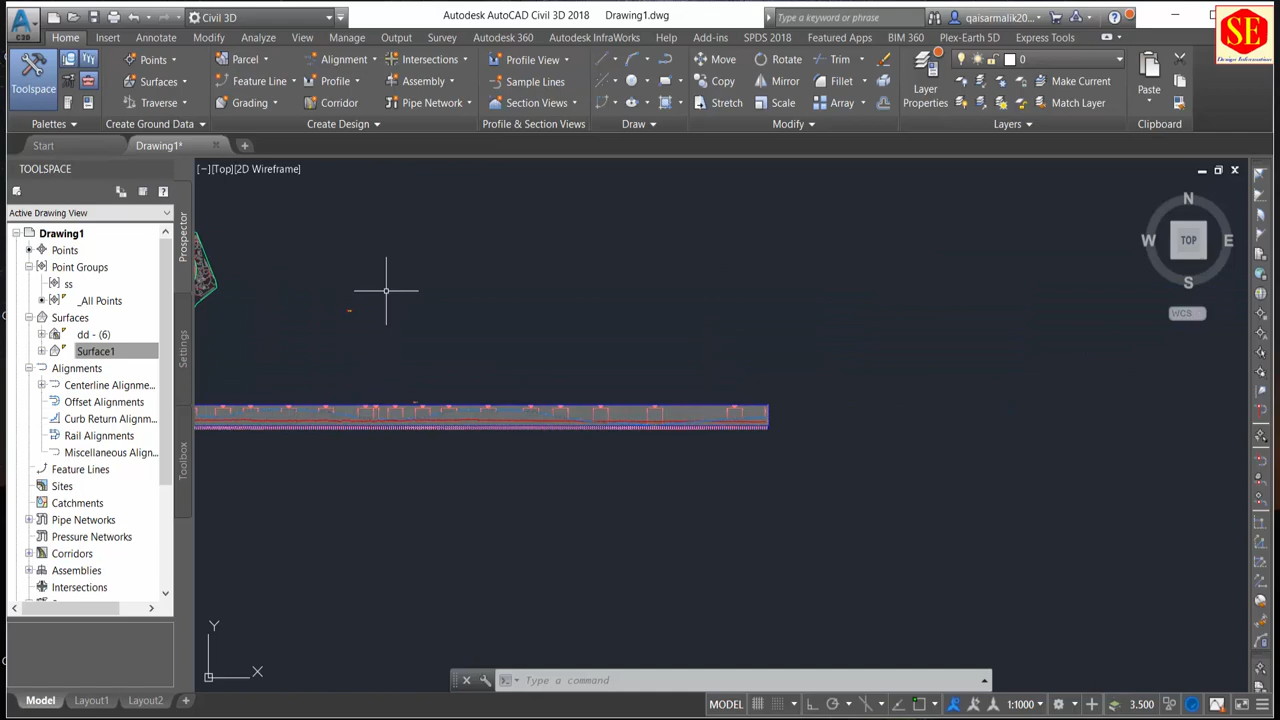 Civil 3D
Autodesk AutoCAD Civil 3D 2018 Drawing1.dwg
Type a keyword or phrase
qaisarmalik20...
SE
Design Information
C3D
Home Insert Annotate Modify Analyze View Manage Output Survey Autodesk 360 Autodesk InfraWorks Help Add-ins SPDS 2018 Featured Apps BIM 360 Plex-Earth 5D Express Tools
Toolspace
Points
Surfaces
Traverse
Parcel
Feature Line
Grading
Alignment
Profile
Corridor
Intersections
Assembly
Pipe Network
Profile View
Sample Lines
Section Views
Move
Copy
Stretch
Rotate
Mirror
Scale
Trim
Fillet
Array
Layer
Properties
0
Make Current
Match Layer
Paste
Palettes Create Ground Data Create Design Profile & Section Views Draw Modify Layers Clipboard
Start Drawing1*
TOOLSPACE
Active Drawing View
Drawing1
Points
Point Groups
ss
_All Points
Surfaces
dd - (6)
Surface1
Alignments
Centerline Alignme...
Offset Alignments
Curb Return Alignm...
Rail Alignments
Miscellaneous Align...
Feature Lines
Sites
Catchments
Pipe Networks
Pressure Networks
Corridors
Assemblies
Intersections
Prospector
Settings
Toolbox
[−][Top][2D Wireframe]
N
W TOP E
S
WCS
Y
X
Type a command
Model Layout1 Layout2
MODEL 1:1000 3.500